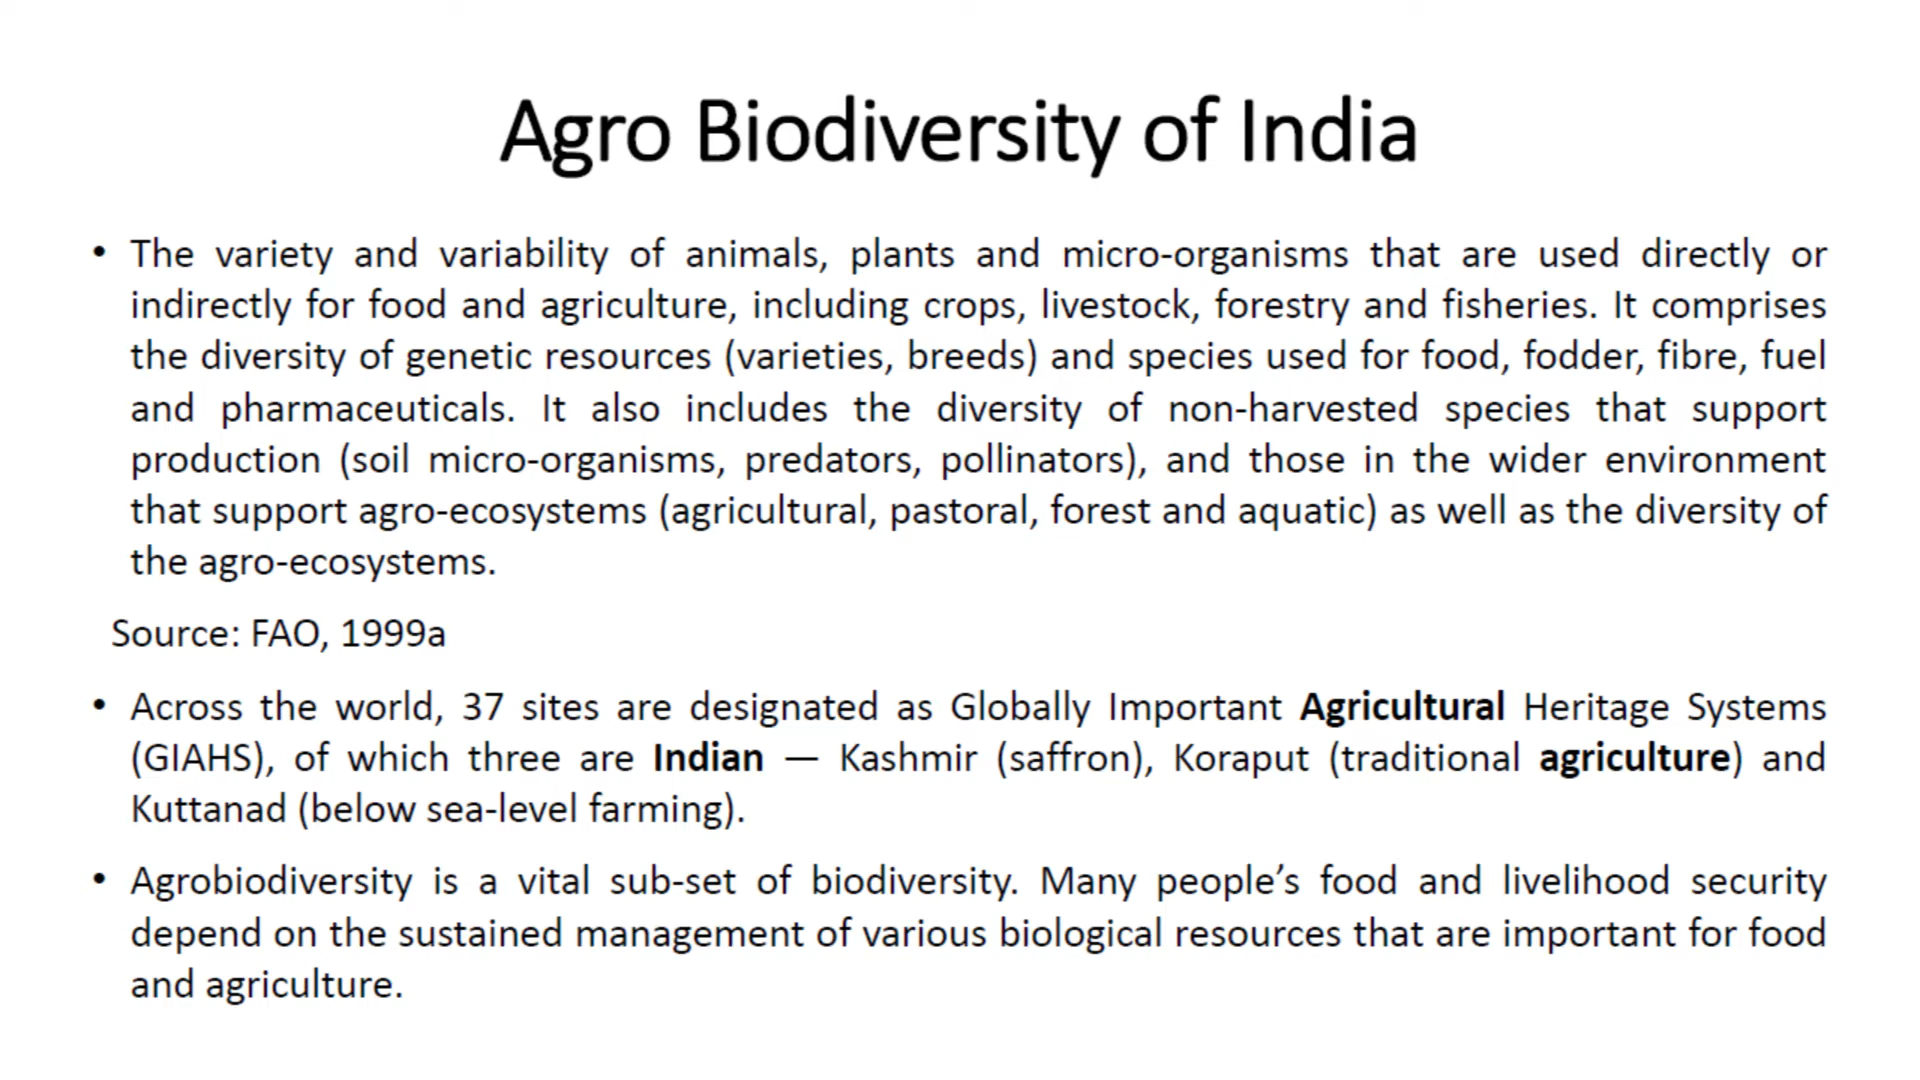 Agro Biodiversity of India
• The variety and variability of animals, plants and micro-organisms that are used directly or
indirectly for food and agriculture, including crops, livestock, forestry and fisheries. It comprises
the diversity of genetic resources (varieties, breeds) and species used for food, fodder, fibre, fuel
and pharmaceuticals. It also includes the diversity of non-harvested species that support
production (soil micro-organisms, predators, pollinators), and those in the wider environment
that support agro-ecosystems (agricultural, pastoral, forest and aquatic) as well as the diversity of
the agro-ecosystems.
Source: FAO, 1999a
• Across the world, 37 sites are designated as Globally Important Agricultural Heritage Systems
(GIAHS), of which three are Indian — Kashmir (saffron), Koraput (traditional agriculture) and
Kuttanad (below sea-level farming).
• Agrobiodiversity is a vital sub-set of biodiversity. Many people’s food and livelihood security
depend on the sustained management of various biological resources that are important for food
and agriculture.